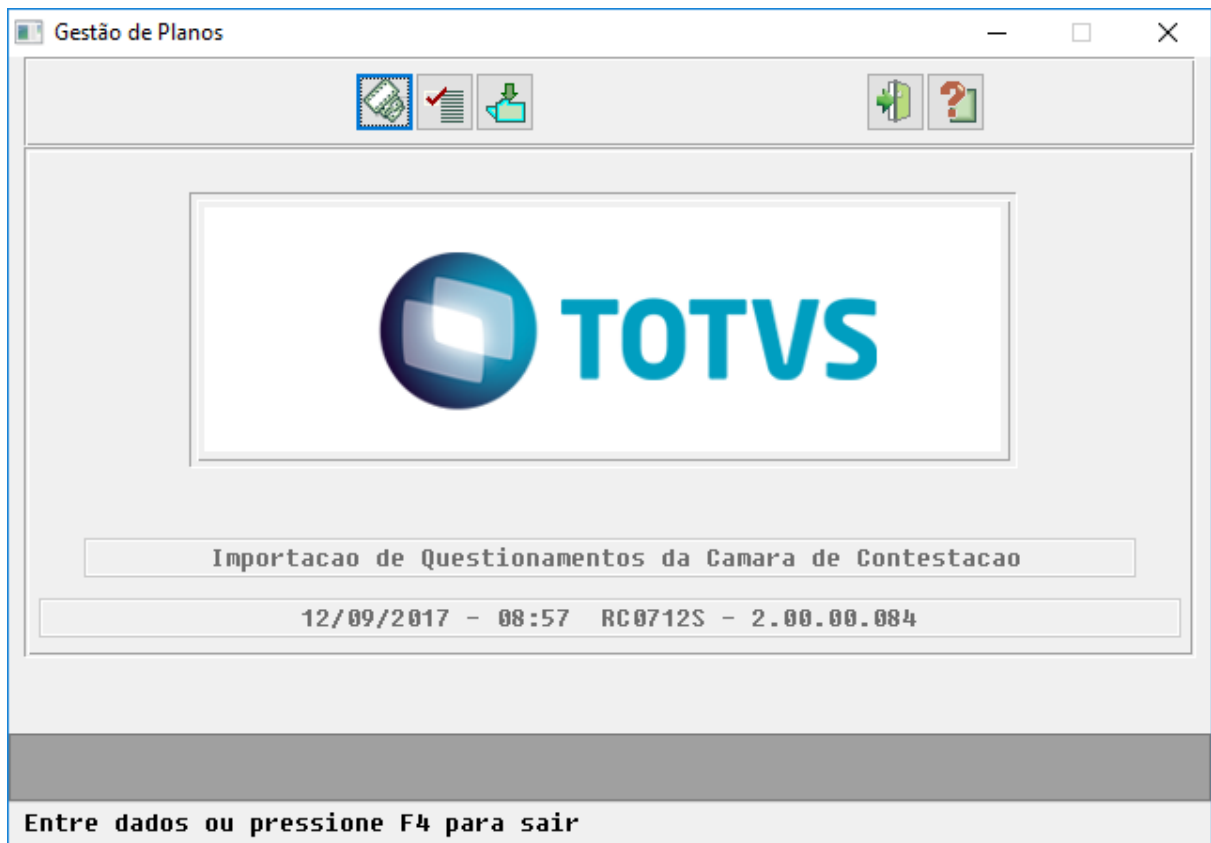 Gestão de Planos
TOTVS
Importacao de Questionamentos da Camara de Contestacao
12/09/2017 - 08:57 RC0712S - 2.00.00.084
Entre dados ou pressione F4 para sair